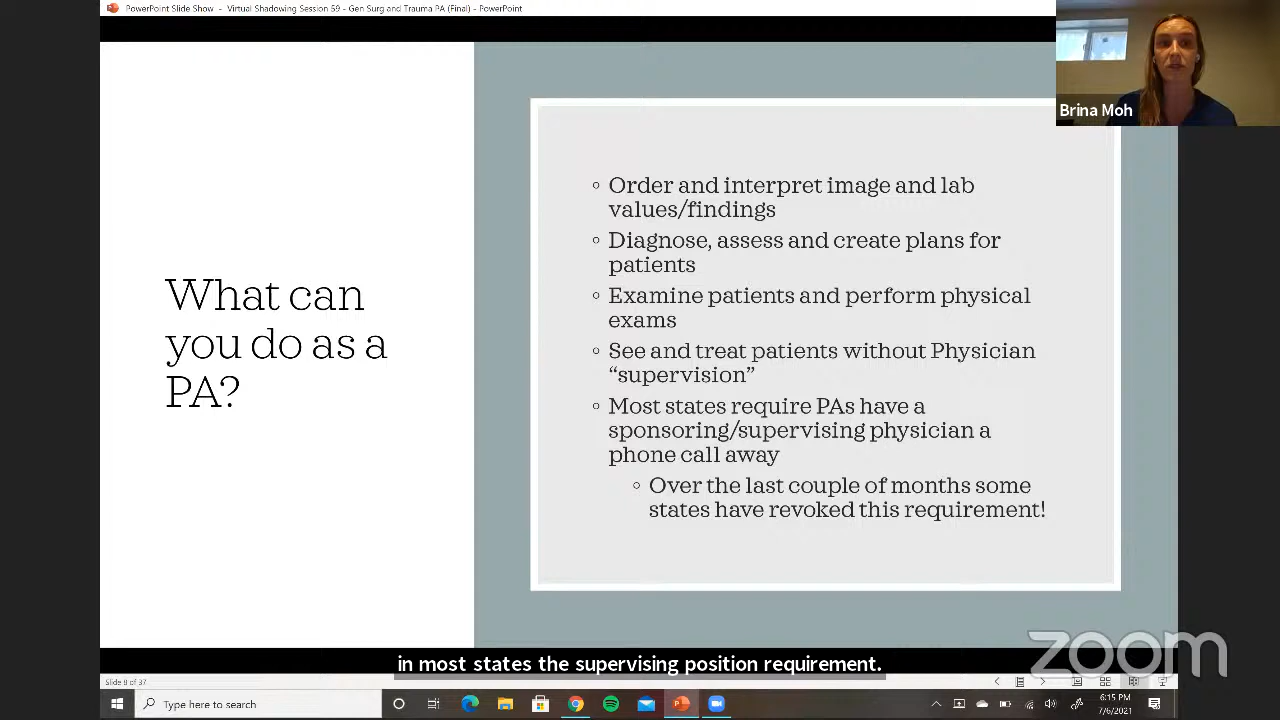 PowerPoint Slide Show - Virtual Shadowing Session 59 - Gen Surg and Trauma PA (Final) - PowerPoint
Brina Moh
What can
you do as a
PA?
◦ Order and interpret image and lab
values/findings
◦ Diagnose, assess and create plans for
patients
◦ Examine patients and perform physical
exams
◦ See and treat patients without Physician
“supervision”
◦ Most states require PAs have a
sponsoring/supervising physician a
phone call away
◦ Over the last couple of months some
states have revoked this requirement!
zoom
in most states the supervising position requirement.
Slide 8 of 37
Type here to search
6:15 PM
7/6/2021